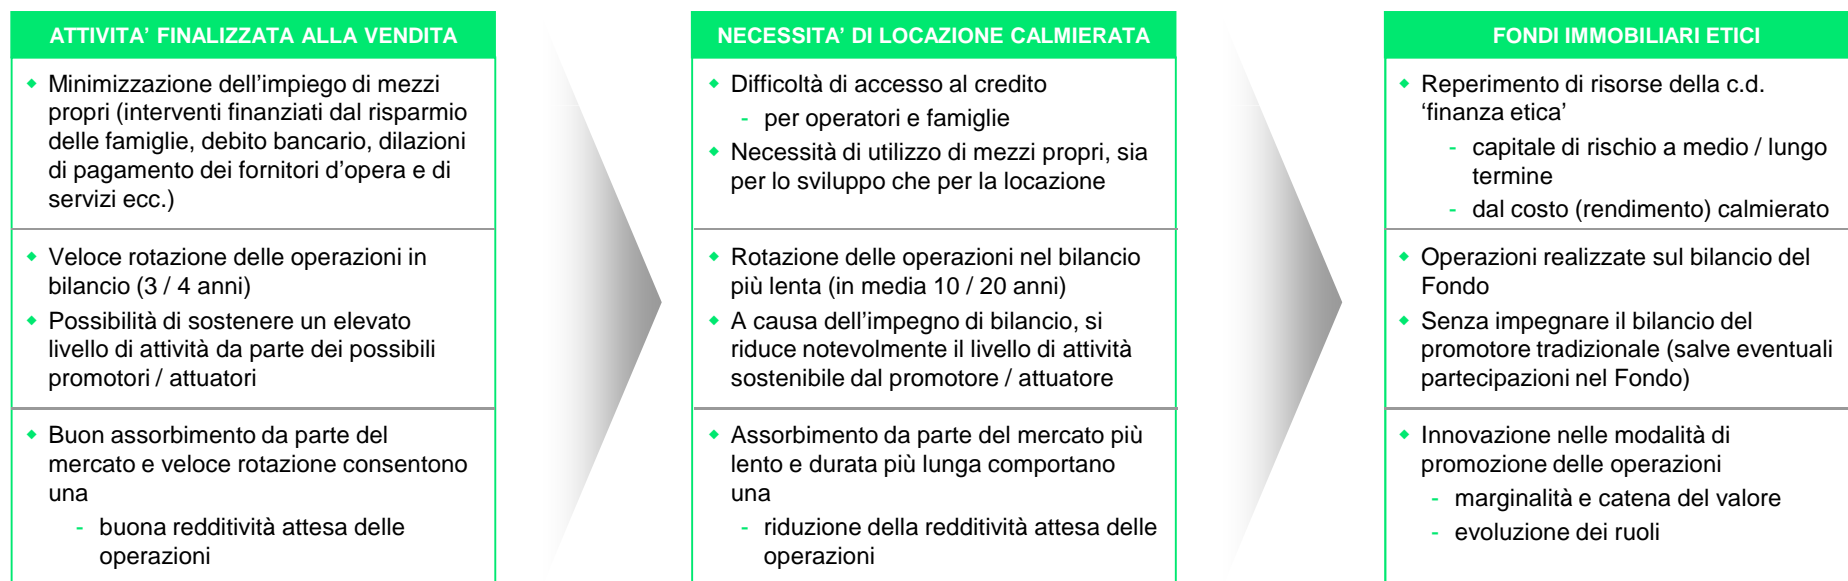 ATTIVITA’ FINALIZZATA ALLA VENDITA
Minimizzazione dell’impiego di mezzi
propri (interventi finanziati dal risparmio
delle famiglie, debito bancario, dilazioni
di pagamento dei fornitori d’opera e di
servizi ecc.)
Veloce rotazione delle operazioni in
bilancio (3 / 4 anni)
Possibilità di sostenere un elevato
livello di attività da parte dei possibili
promotori / attuatori
Buon assorbimento da parte del
mercato e veloce rotazione consentono
una
- buona redditività attesa delle
operazioni
NECESSITA’ DI LOCAZIONE CALMIERATA
Difficoltà di accesso al credito
- per operatori e famiglie
Necessità di utilizzo di mezzi propri, sia
per lo sviluppo che per la locazione
Rotazione delle operazioni nel bilancio
più lenta (in media 10 / 20 anni)
A causa dell’impegno di bilancio, si
riduce notevolmente il livello di attività
sostenibile dal promotore / attuatore
Assorbimento da parte del mercato più
lento e durata più lunga comportano
una
- riduzione della redditività attesa delle
operazioni
FONDI IMMOBILIARI ETICI
Reperimento di risorse della c.d.
‘finanza etica’
- capitale di rischio a medio / lungo
termine
- dal costo (rendimento) calmierato
Operazioni realizzate sul bilancio del
Fondo
Senza impegnare il bilancio del
promotore tradizionale (salve eventuali
partecipazioni nel Fondo)
Innovazione nelle modalità di
promozione delle operazioni
- marginalità e catena del valore
- evoluzione dei ruoli